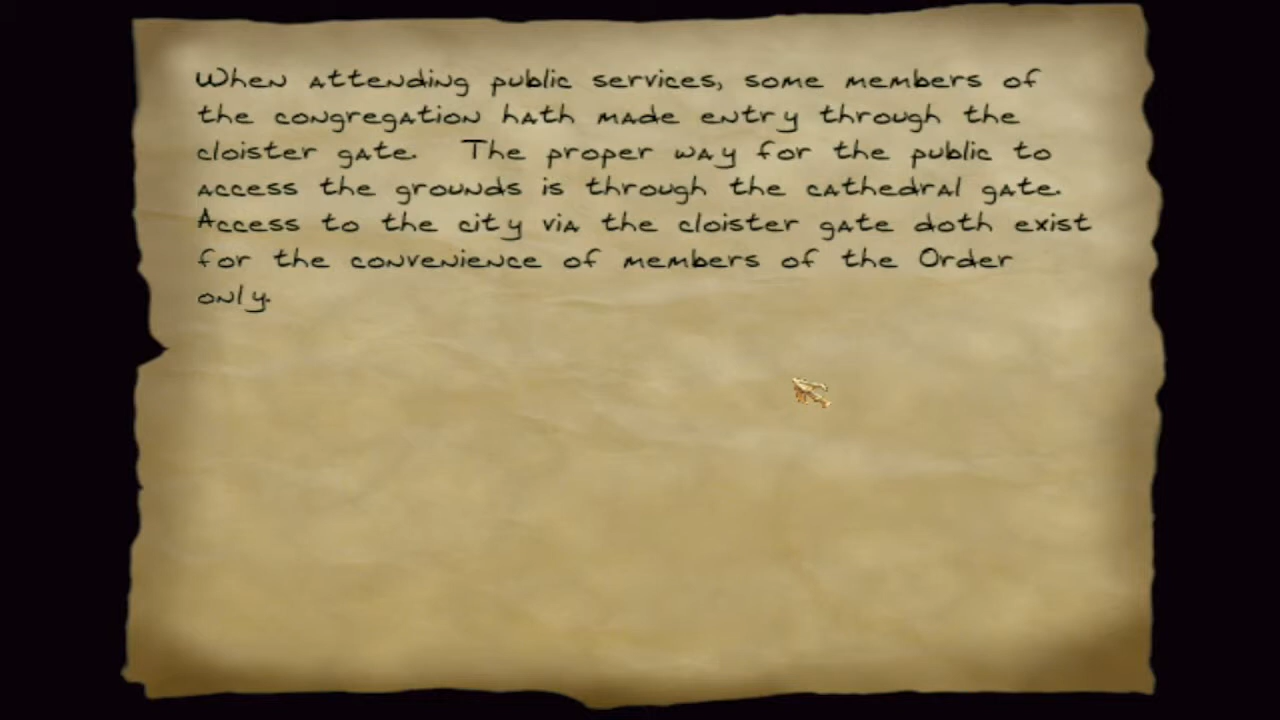 When attending public services, some members of
the congregation hath made entry through the
cloister gate. The proper way for the public to
access the grounds is through the cathedral gate.
Access to the city via the cloister gate doth exist
for the convenience of members of the Order
only.